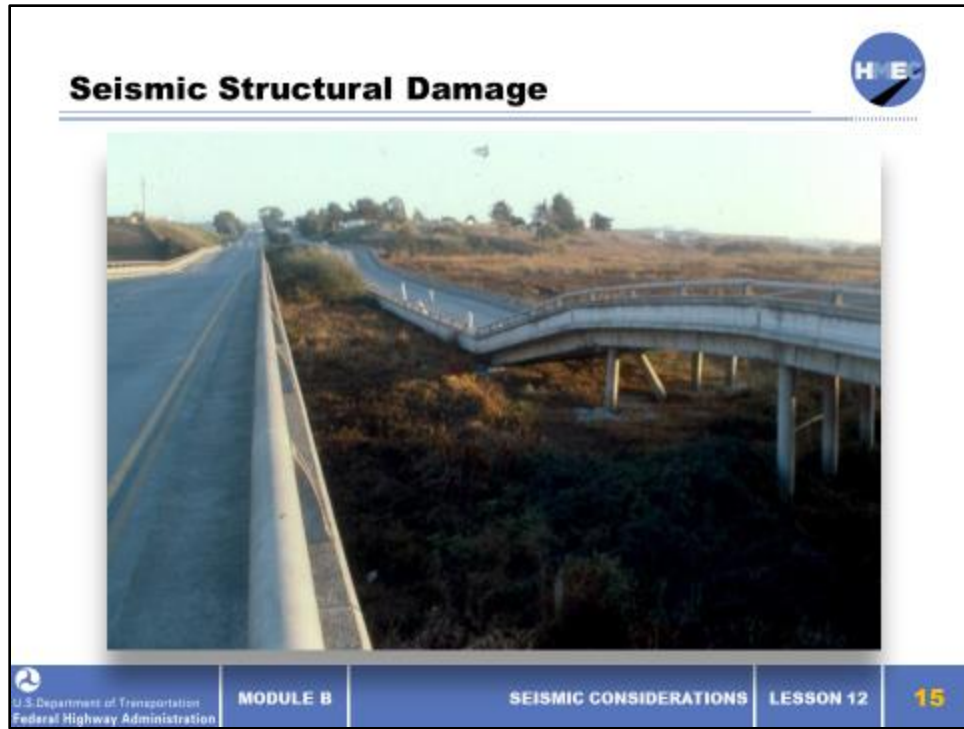 Seismic Structural Damage
HMEC
U.S.Department of Transportation
Federal Highway Administration
MODULE B
SEISMIC CONSIDERATIONS
LESSON 12
15